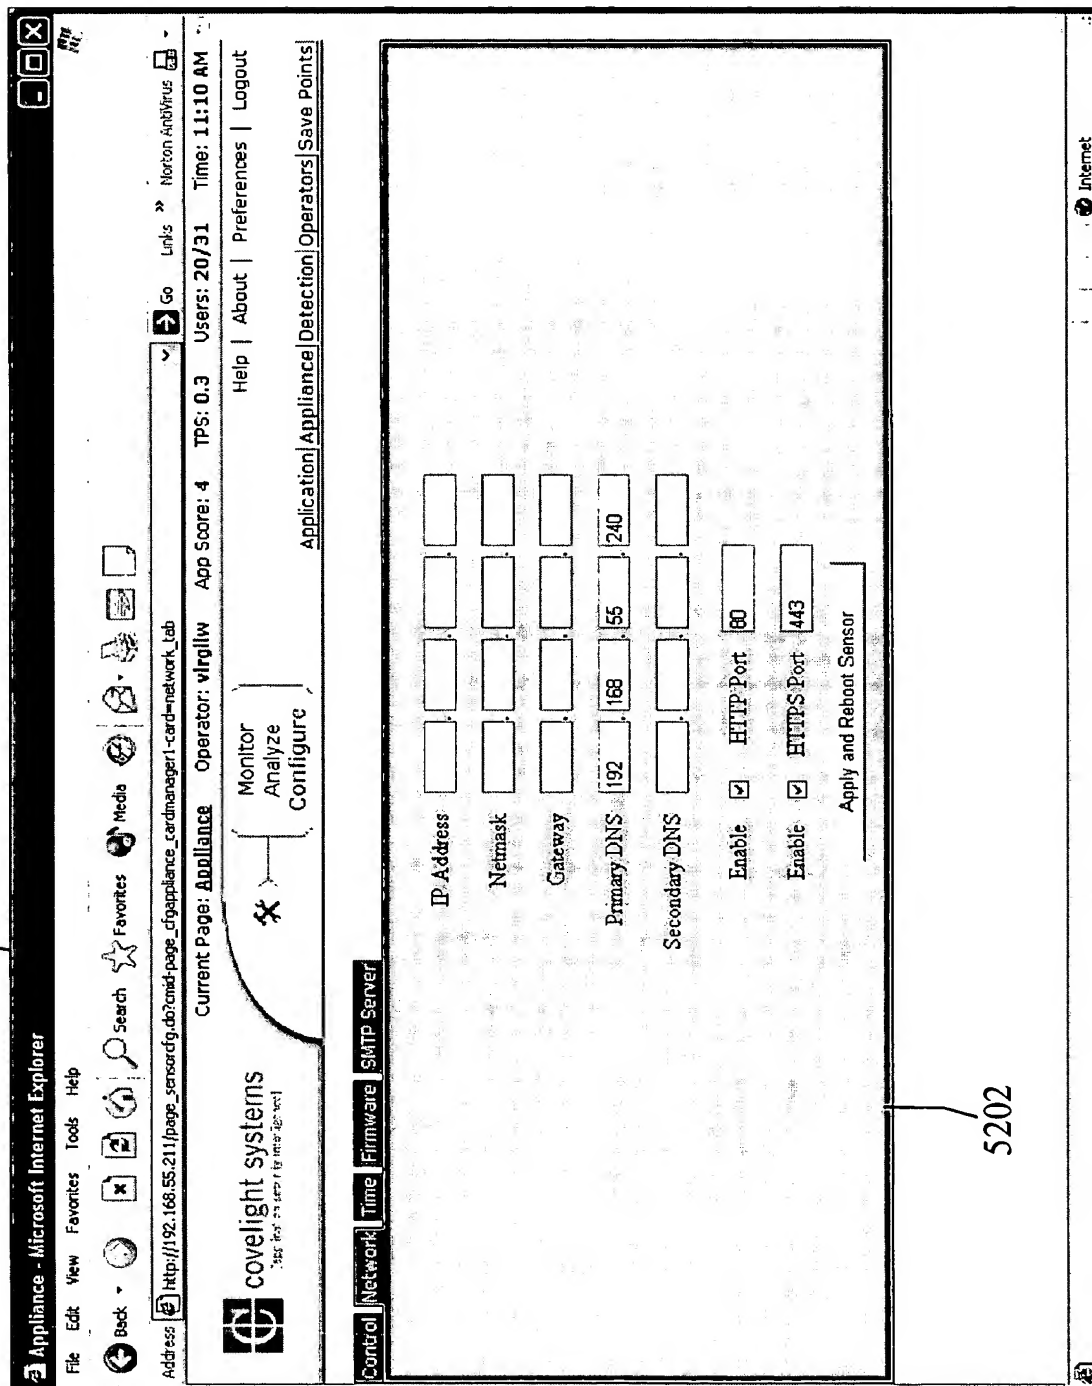 Appliance - Microsoft Internet Explorer
File Edit View Favorites Tools Help
Back Search Favorites Media
Address http://192.168.55.211/page_sensorcfg.do?cmid-page_cfgappliance_cardmanager1-card=network_tab Go Links » Norton AntiVirus
Current Page: Appliance Operator: virgilw App Score: 4 TPS: 0.3 Users: 20/31 Time: 11:10 AM
covelight systems
Monitor
Analyze
Configure
Help | About | Preferences | Logout
Application|Appliance|Detection|Operators|Save Points|
Control Network Time Firmware SMTP Server
IP Address . . .
Netmask . . .
Gateway . . .
Primary DNS 192 . 168 . 55 . 240
Secondary DNS . . .
Enable HTTP Port 80
Enable HTTPS Port 443
Apply and Reboot Sensor
5202
Internet